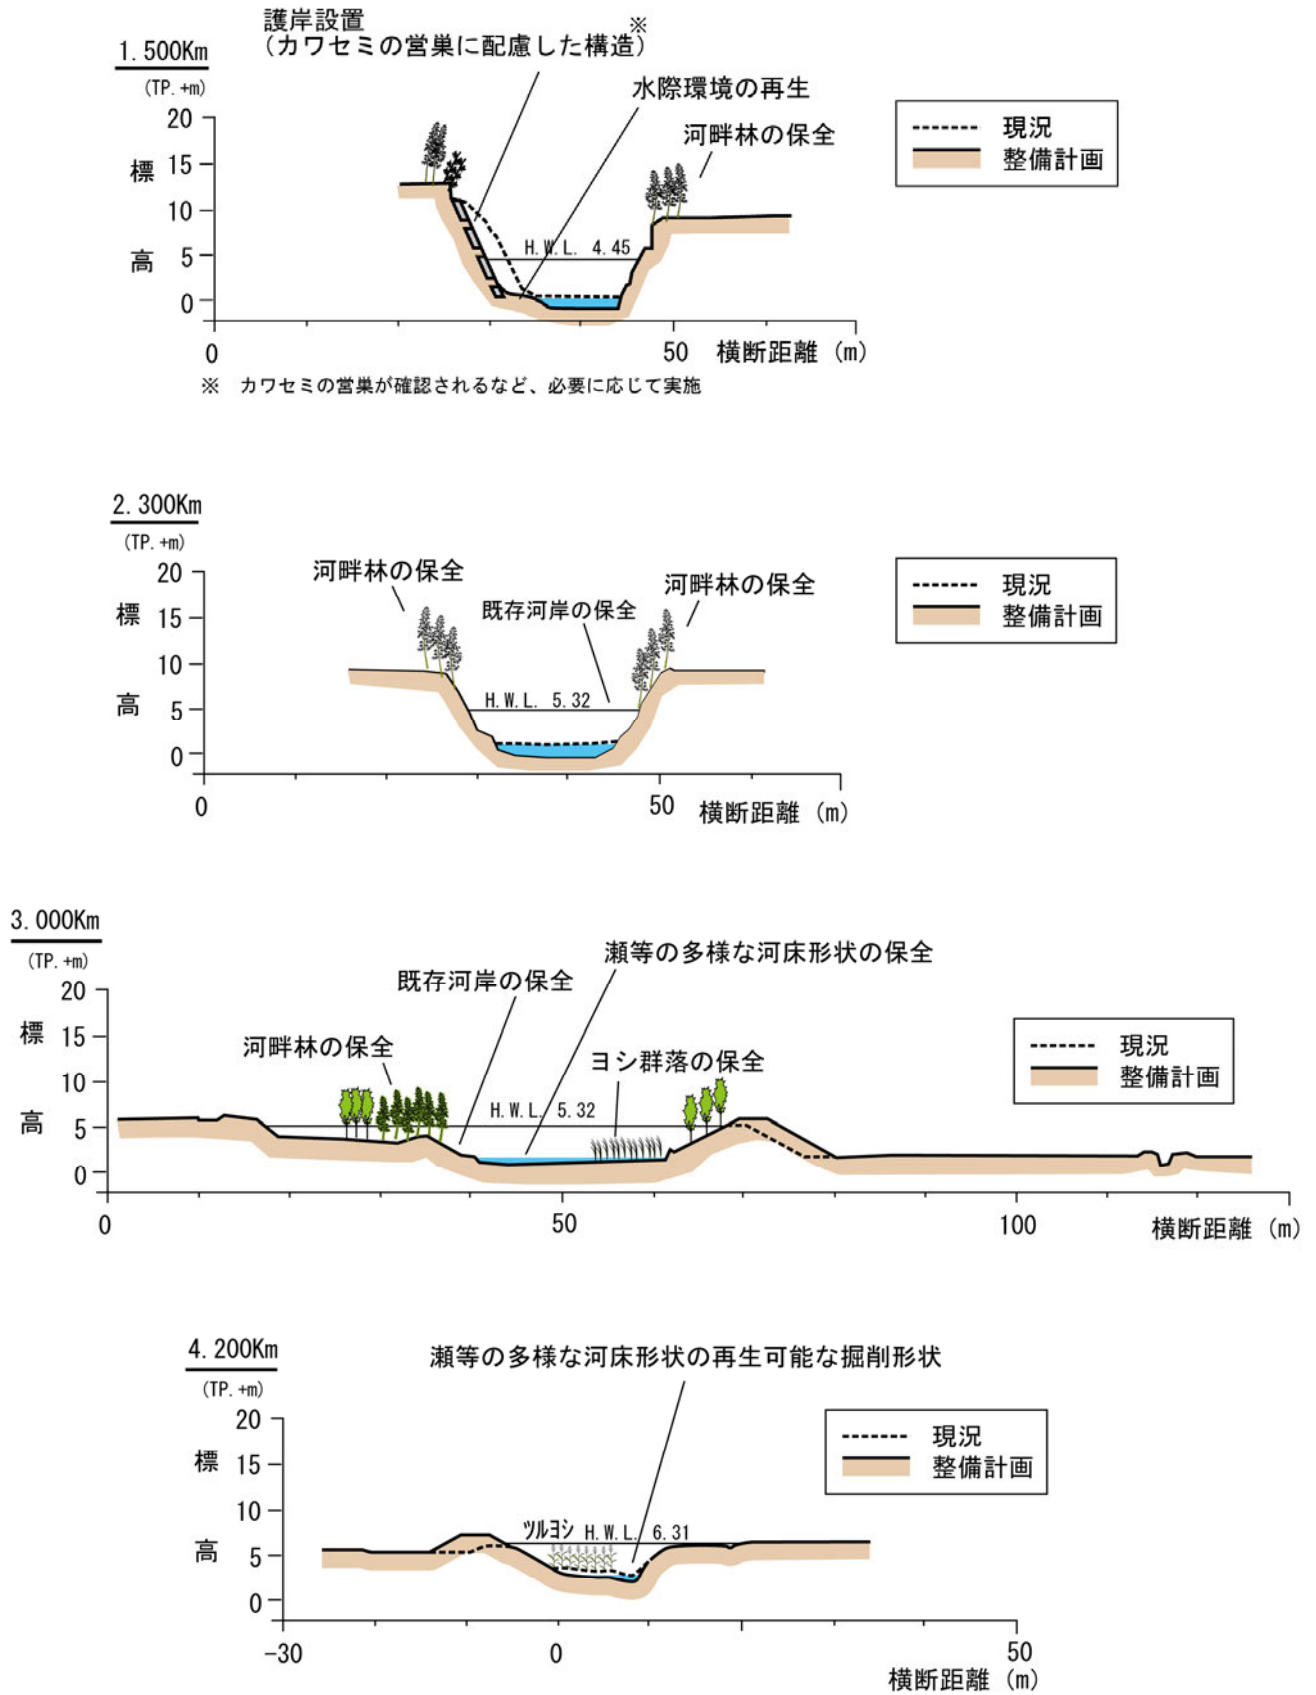 護岸設置
(カワセミの営巣に配慮した構造)※
1.500Km
(TP.+m)
水際環境の再生
河畔林の保全
現況
整備計画
20
標 15
10
高 5
0
H.W.L. 4.45
0 50 横断距離 (m)
※ カワセミの営巣が確認されるなど、必要に応じて実施
2.300Km
(TP.+m)
河畔林の保全
既存河岸の保全
河畔林の保全
現況
整備計画
20
標 15
10
高 5
0
H.W.L. 5.32
0 50 横断距離 (m)
3.000Km
(TP.+m)
瀬等の多様な河床形状の保全
既存河岸の保全
河畔林の保全
ヨシ群落の保全
現況
整備計画
20
標 15
10
高 5
0
H.W.L. 5.32
0 50 100 横断距離 (m)
4.200Km
(TP.+m)
瀬等の多様な河床形状の再生可能な掘削形状
現況
整備計画
20
標 15
10
高 5
0
ツルヨシ H.W.L. 6.31
-30 0 50
横断距離 (m)